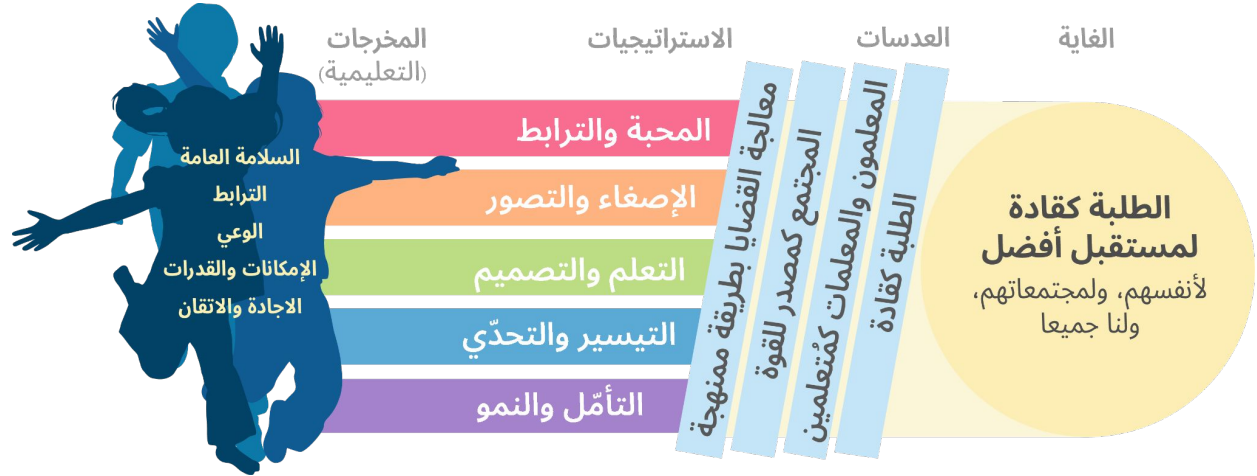 الغاية
العدسات
الاستراتيجيات
المخرجات
(التعليمية)
الطلبة كقادة
لمستقبل أفضل
لأنفسهم، ولمجتمعاتهم،
ولنا جميعا
الطلبة كقادة
المعلمون والمعلمات كمُتعلمين
المجتمع كمصدر للقوة
معالجة القضايا بطريقة ممنهجة
المحبة والترابط
الإصغاء والتصور
التعلم والتصميم
التيسير والتحدّي
التأمّل والنمو
السلامة العامة
الترابط
الوعي
الإمكانات والقدرات
الاجادة والاتقان